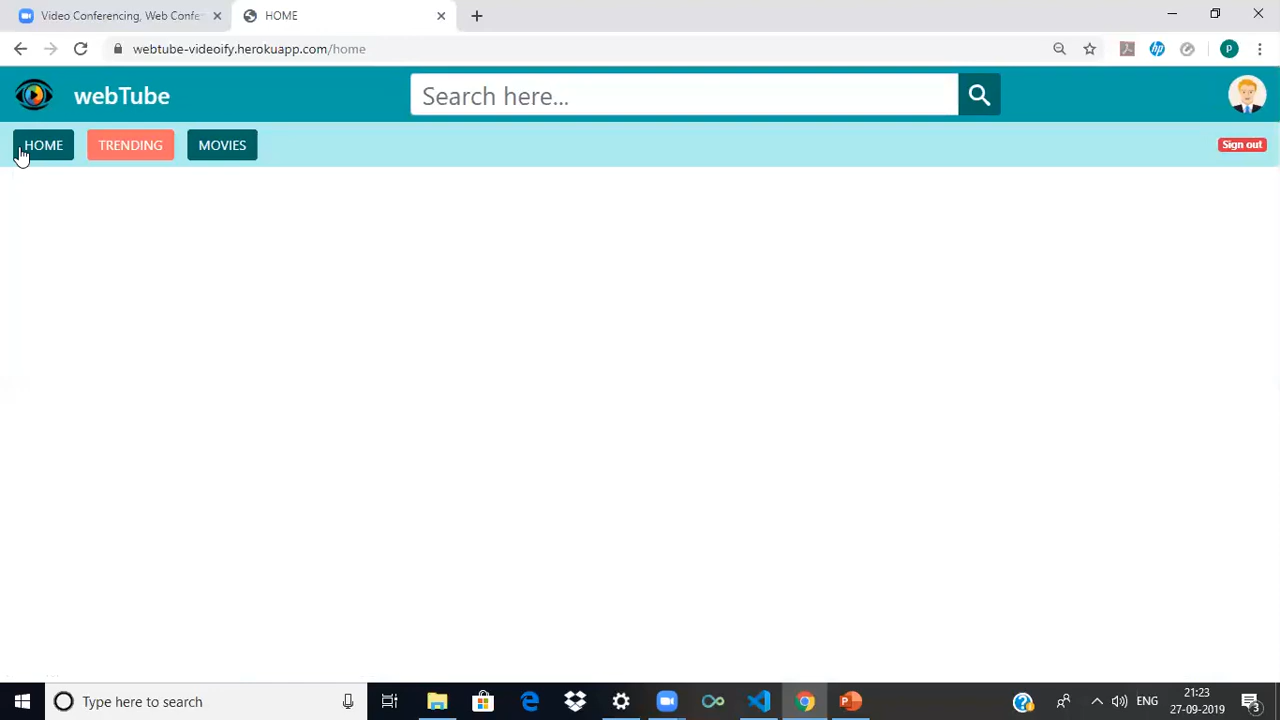 Video Conferencing, Web Confe
HOME
webtube-videoify.herokuapp.com/home
P
webTube
Search here...
HOME
TRENDING
MOVIES
Sign out
Type here to search
ENG
21:23
27-09-2019
3